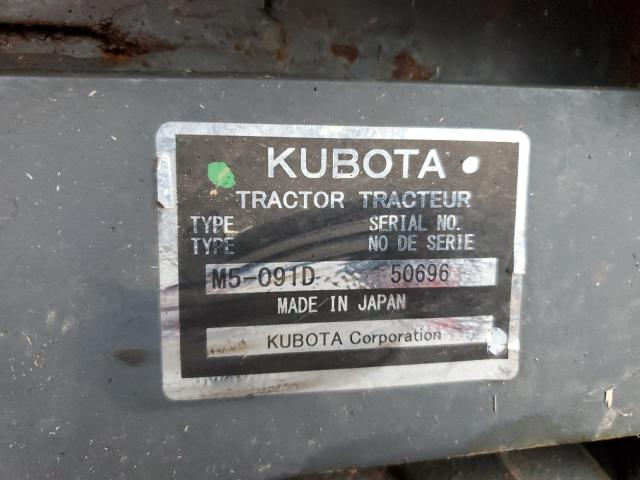 KUBOTA
TRACTOR TRACTEUR
TYPE SERIAL NO.
TYPE NO DE SERIE
M5-091D 50696
MADE IN JAPAN
KUBOTA Corporation